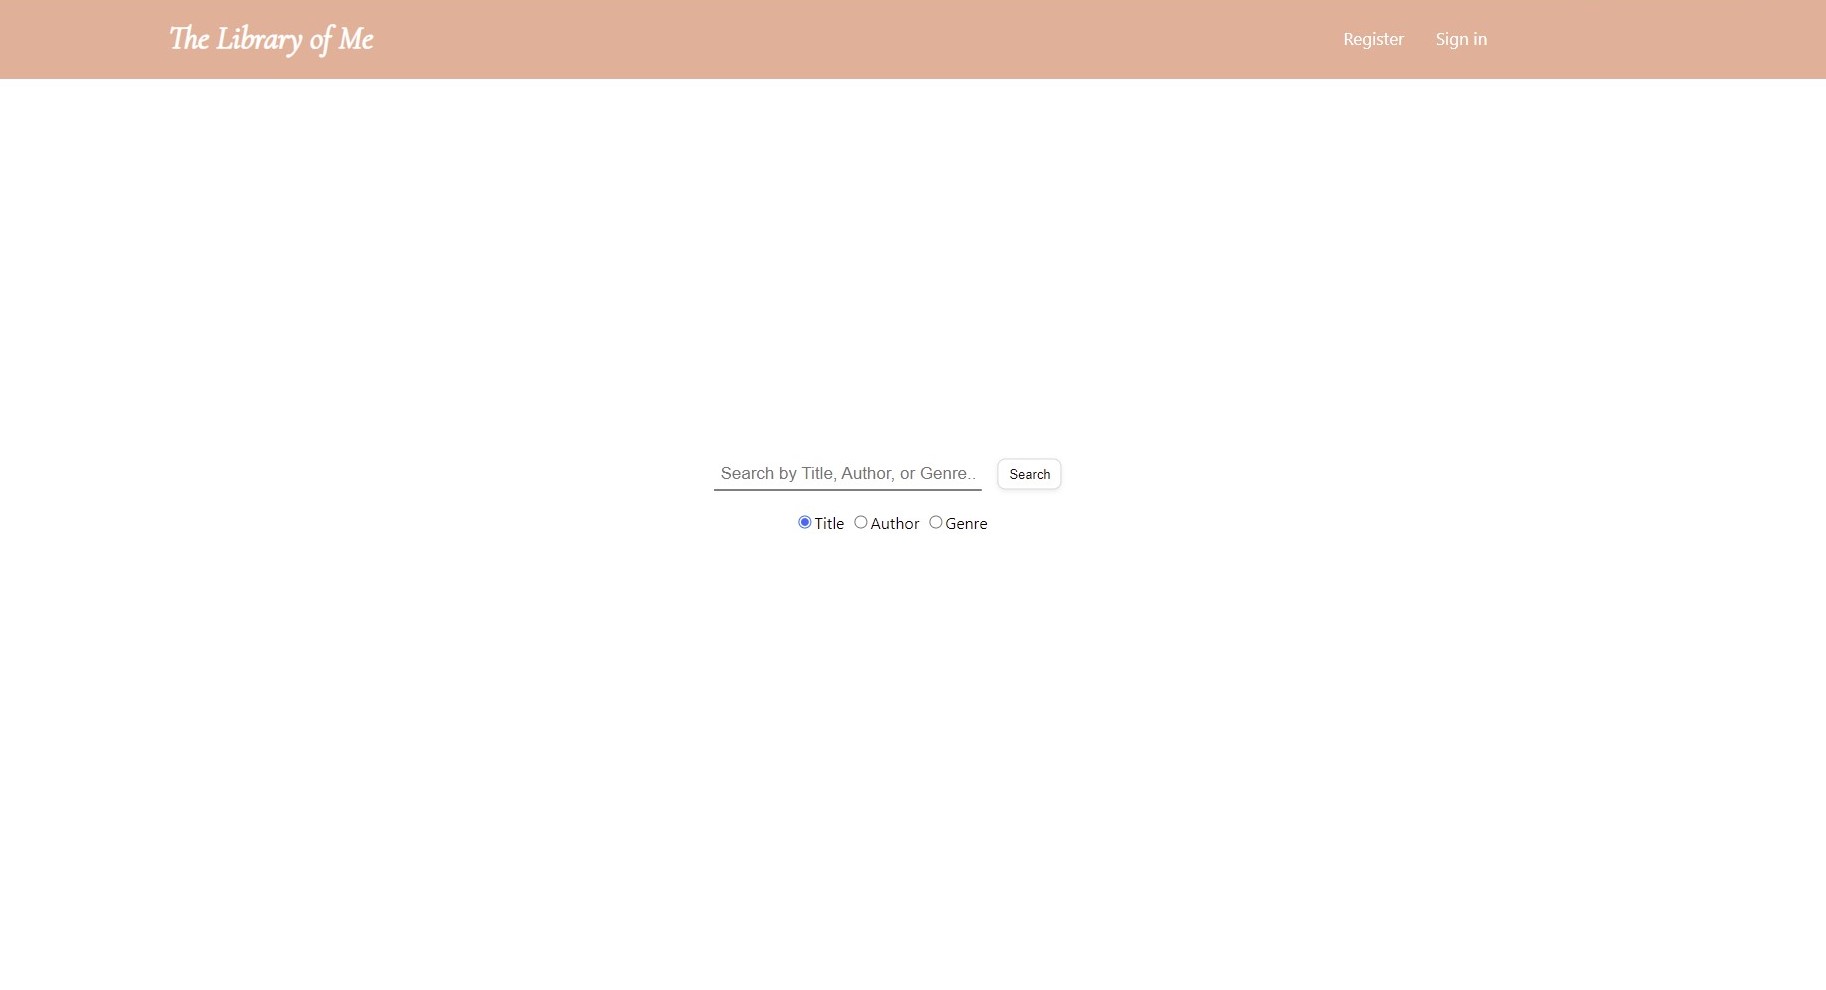 The Library of Me
Register Sign in
Search by Title, Author, or Genre..
Search
Title Author Genre